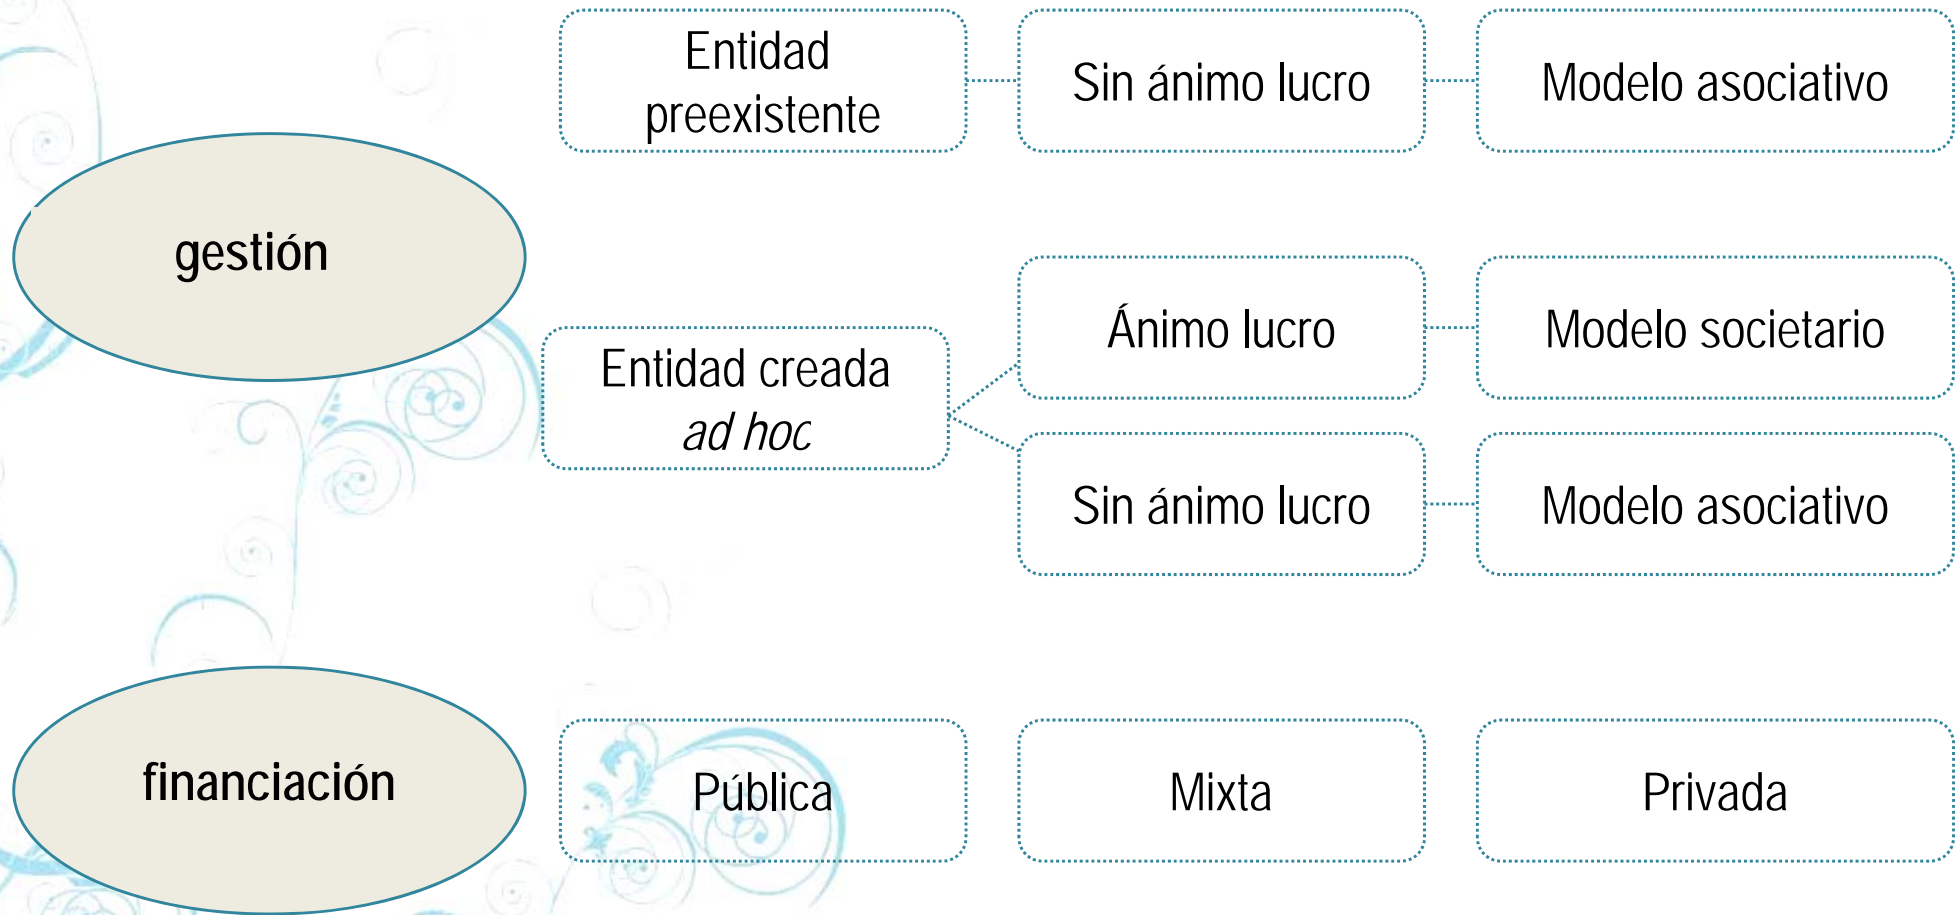 Entidad
preexistente
Sin ánimo lucro
Modelo asociativo
gestión
Entidad creada
ad hoc
Ánimo lucro
Modelo societario
Sin ánimo lucro
Modelo asociativo
financiación
Pública
Mixta
Privada